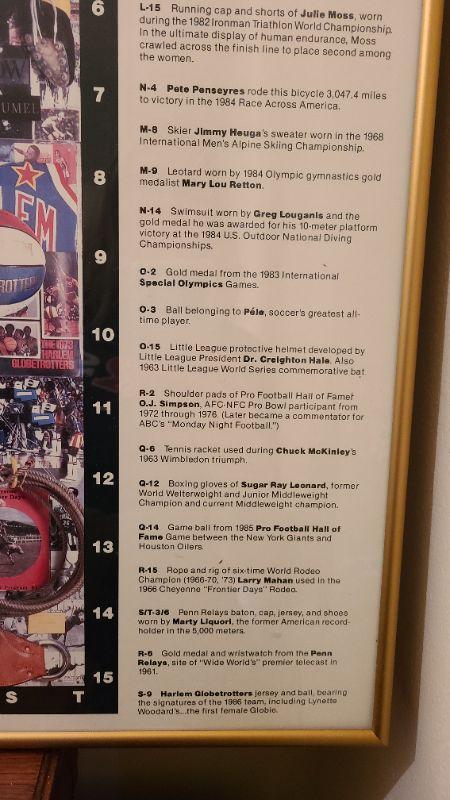 6
7
8
9
10
11
12
13
14
15
S T
OW
UMEL
EM
ROTTER
ONE 1973
HARLEM
GLOBETROTTERS
L-15 Running cap and shorts of Julie Moss, worn
during the 1982 Ironman Triathlon World Championship.
In the ultimate display of human endurance, Moss
crawled across the finish line to place second among
the women.
N-4 Pete Penseyres rode this bicycle 3,047.4 miles
to victory in the 1984 Race Across America.
M-8 Skier Jimmy Heuga's sweater worn in the 1968
International Men's Alpine Skiing Championship.
M-9 Leotard worn by 1984 Olympic gymnastics gold
medalist Mary Lou Retton.
N-14 Swimsuit worn by Greg Louganis and the
gold medal he was awarded for his 10-meter platform
victory at the 1984 U.S. Outdoor National Diving
Championships.
O-2 Gold medal from the 1983 International
Special Olympics Games.
O-3 Ball belonging to Péle, soccer's greatest all-
time player.
O-15 Little League protective helmet developed by
Little League President Dr. Creighton Hale. Also
1963 Little League World Series commemorative bat
R-2 Shoulder pads of Pro Football Hall of Famer
O.J. Simpson, AFC-NFC Pro Bowl participant from
1972 through 1976. (Later became a commentator for
ABC's "Monday Night Football.")
Q-6 Tennis racket used during Chuck McKinley's
1963 Wimbledon triumph.
Q-12 Boxing gloves of Sugar Ray Leonard, former
World Welterweight and Junior Middleweight
Champion and current Middleweight champion.
Q-14 Game ball from 1985 Pro Football Hall of
Fame Game between the New York Giants and
Houston Oilers.
R-15 Rope and rig of six-time World Rodeo
Champion (1966-70, '73) Larry Mahan used in the
1966 Cheyenne "Frontier Days" Rodeo.
S/T-3/6 Penn Relays baton, cap, jersey, and shoes
worn by Marty Liquori, the former American record-
holder in the 5,000 meters.
R-6 Gold medal and wristwatch from the Penn
Relays, site of "Wide World's" premier telecast in
1961.
S-9 Harlem Globetrotters jersey and ball, bearing
the signatures of the 1986 team, including Lynette
Woodard's...the first female Globie.